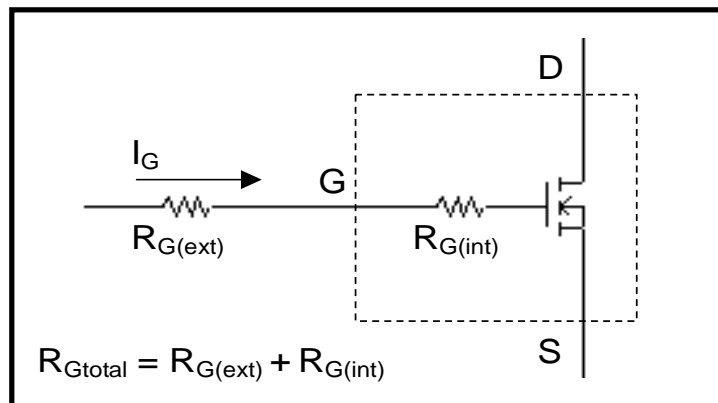 D
I_G
G
R_G(ext)
R_G(int)
S
R_Gtotal = R_G(ext) + R_G(int)